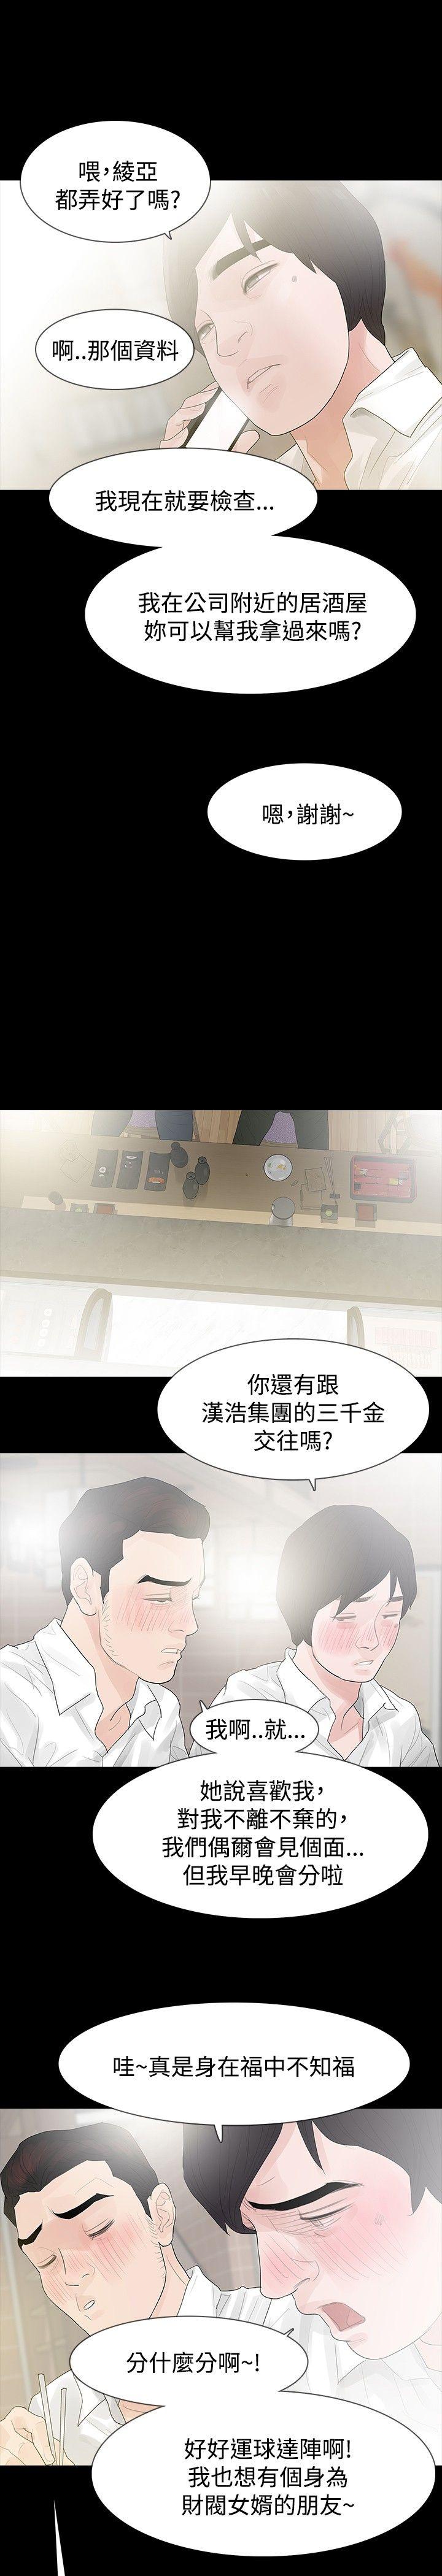 喂,綾亞
都弄好了嗎?
啊..那個資料
我現在就要檢查...
我在公司附近的居酒屋
妳可以幫我拿過來嗎?
嗯,謝謝~
你還有跟
漢浩集團的三千金
交往嗎?
我啊..就...
她說喜歡我,
對我不離不棄的,
我們偶爾會見個面...
但我早晚會分啦
哇~真是身在福中不知福
分什麼分啊~!
好好運球達陣啊!
我也想有個身為
財閥女婿的朋友~